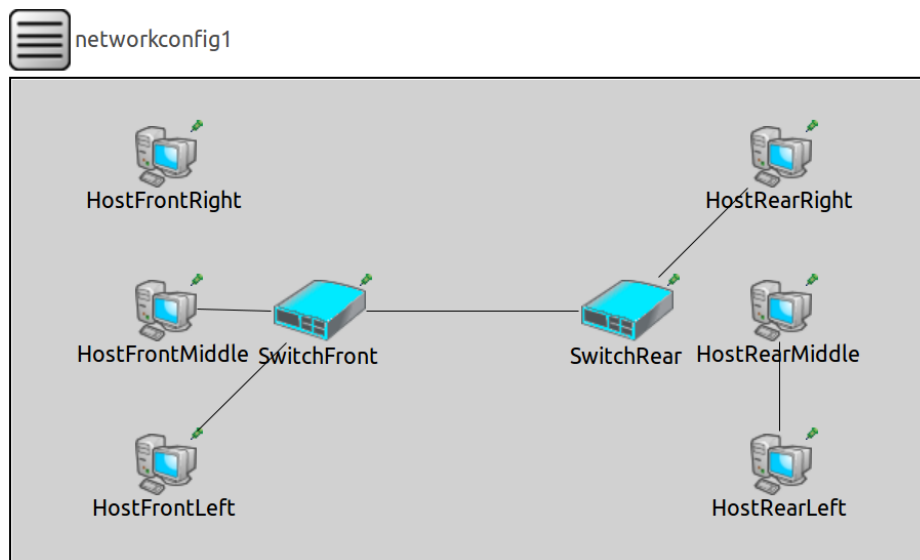 networkconfig1
HostFrontRight
HostRearRight
HostFrontMiddle
SwitchFront
SwitchRear
HostRearMiddle
HostFrontLeft
HostRearLeft